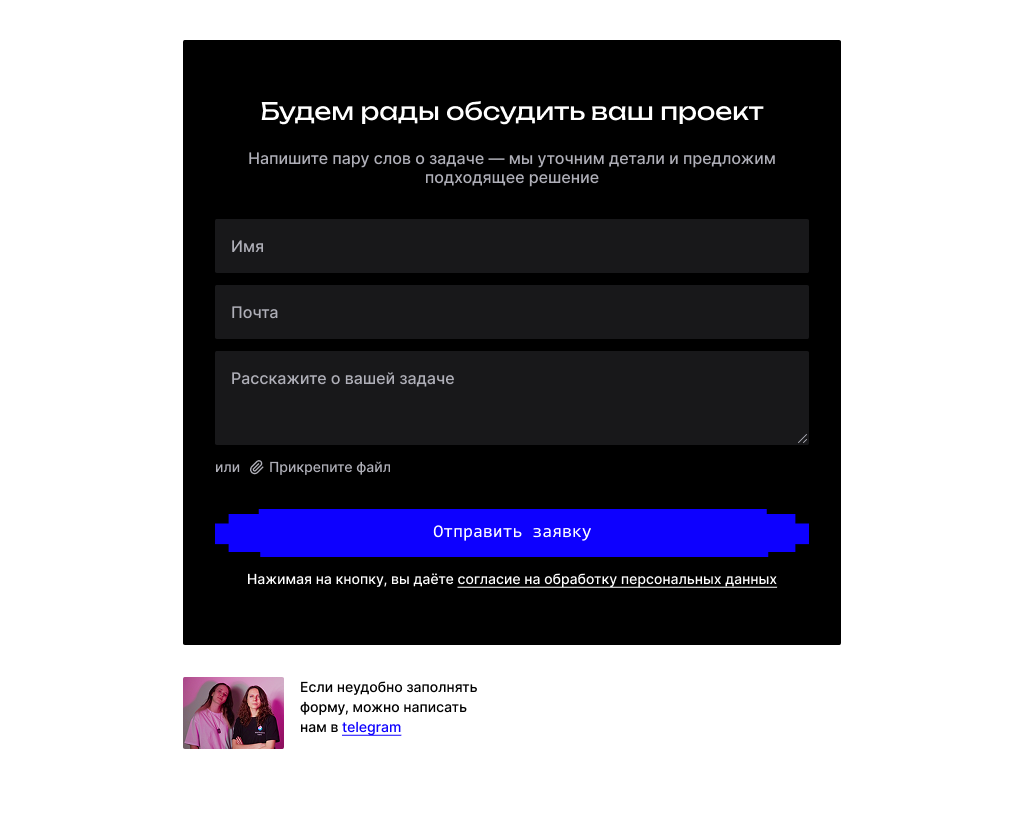 Будем рады обсудить ваш проект
Напишите пару слов о задаче — мы уточним детали и предложим
подходящее решение
Имя
Почта
Расскажите о вашей задаче
или Прикрепите файл
Отправить заявку
Нажимая на кнопку, вы даёте согласие на обработку персональных данных
Если неудобно заполнять
форму, можно написать
нам в telegram